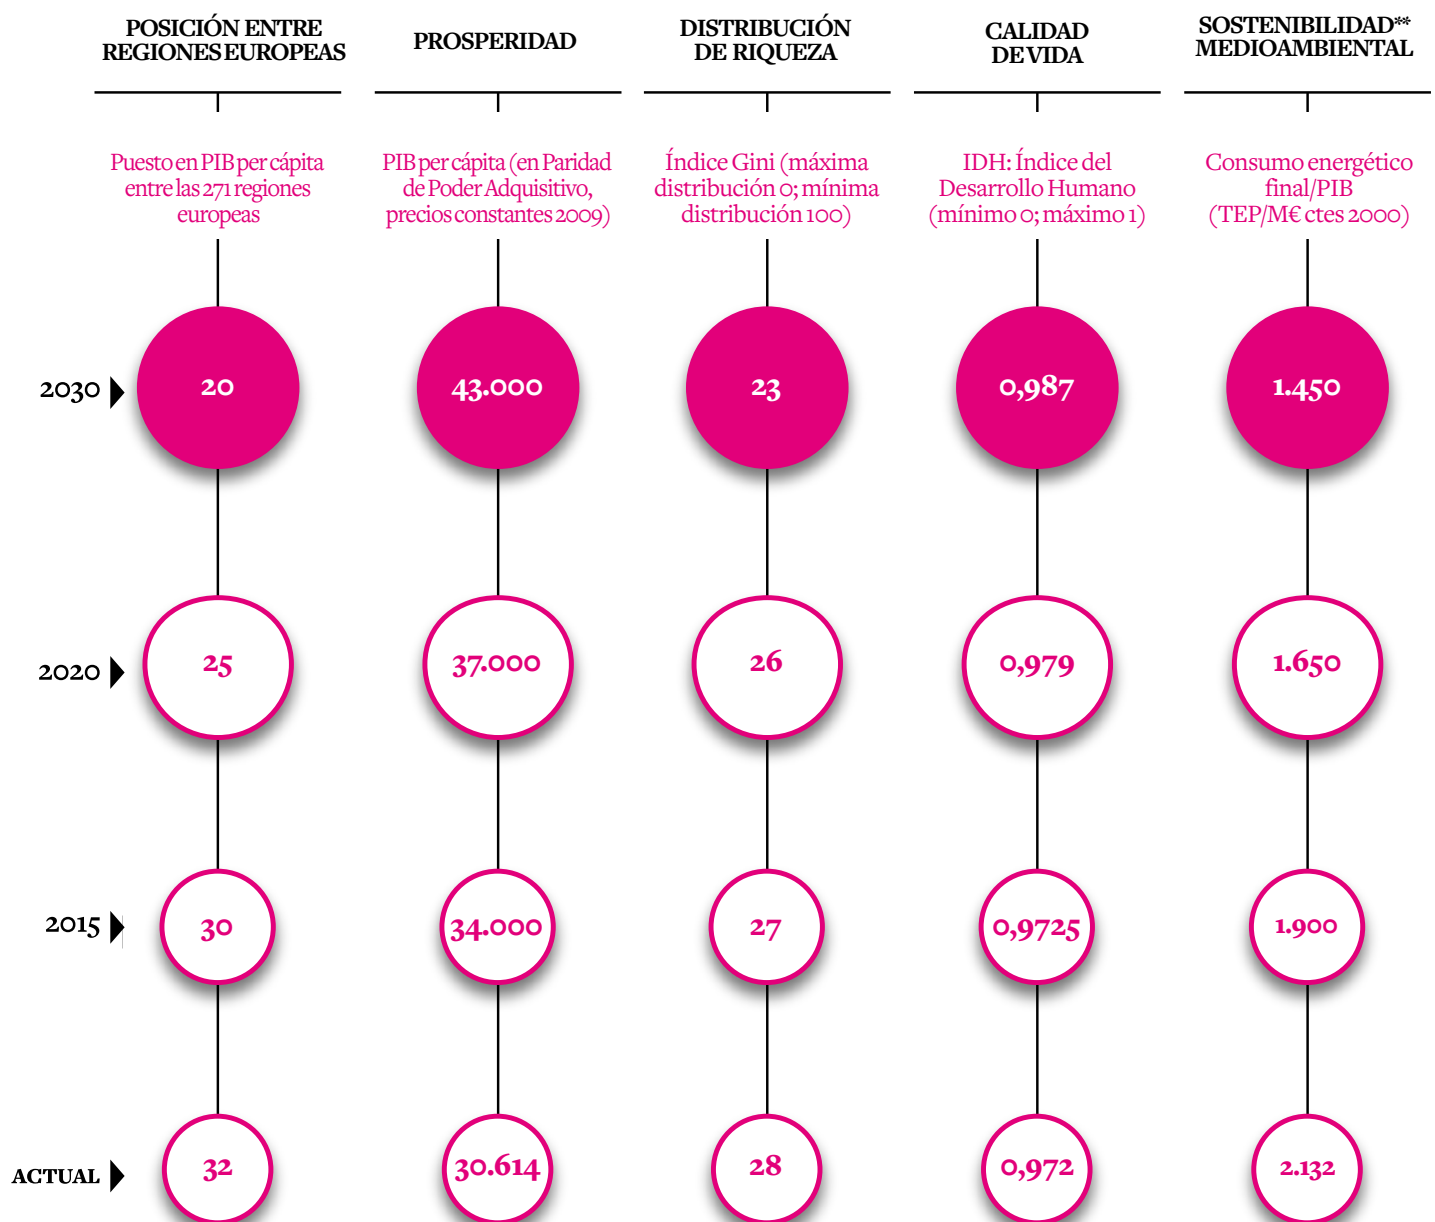 POSICIÓN ENTRE
REGIONES EUROPEAS
PROSPERIDAD
DISTRIBUCIÓN
DE RIQUEZA
CALIDAD
DE VIDA
SOSTENIBILIDAD**
MEDIOAMBIENTAL
Puesto en PIB per cápita
entre las 271 regiones
europeas
PIB per cápita (en Paridad
de Poder Adquisitivo,
precios constantes 2009)
Índice Gini (máxima
distribución 0; mínima
distribución 100)
IDH: Índice del
Desarrollo Humano
(mínimo 0; máximo 1)
Consumo energético
final/PIB
(TEP/M€ ctes 2000)
2030
20
43.000
23
0,987
1.450
2020
25
37.000
26
0,979
1.650
2015
30
34.000
27
0,9725
1.900
ACTUAL
32
30.614
28
0,972
2.132